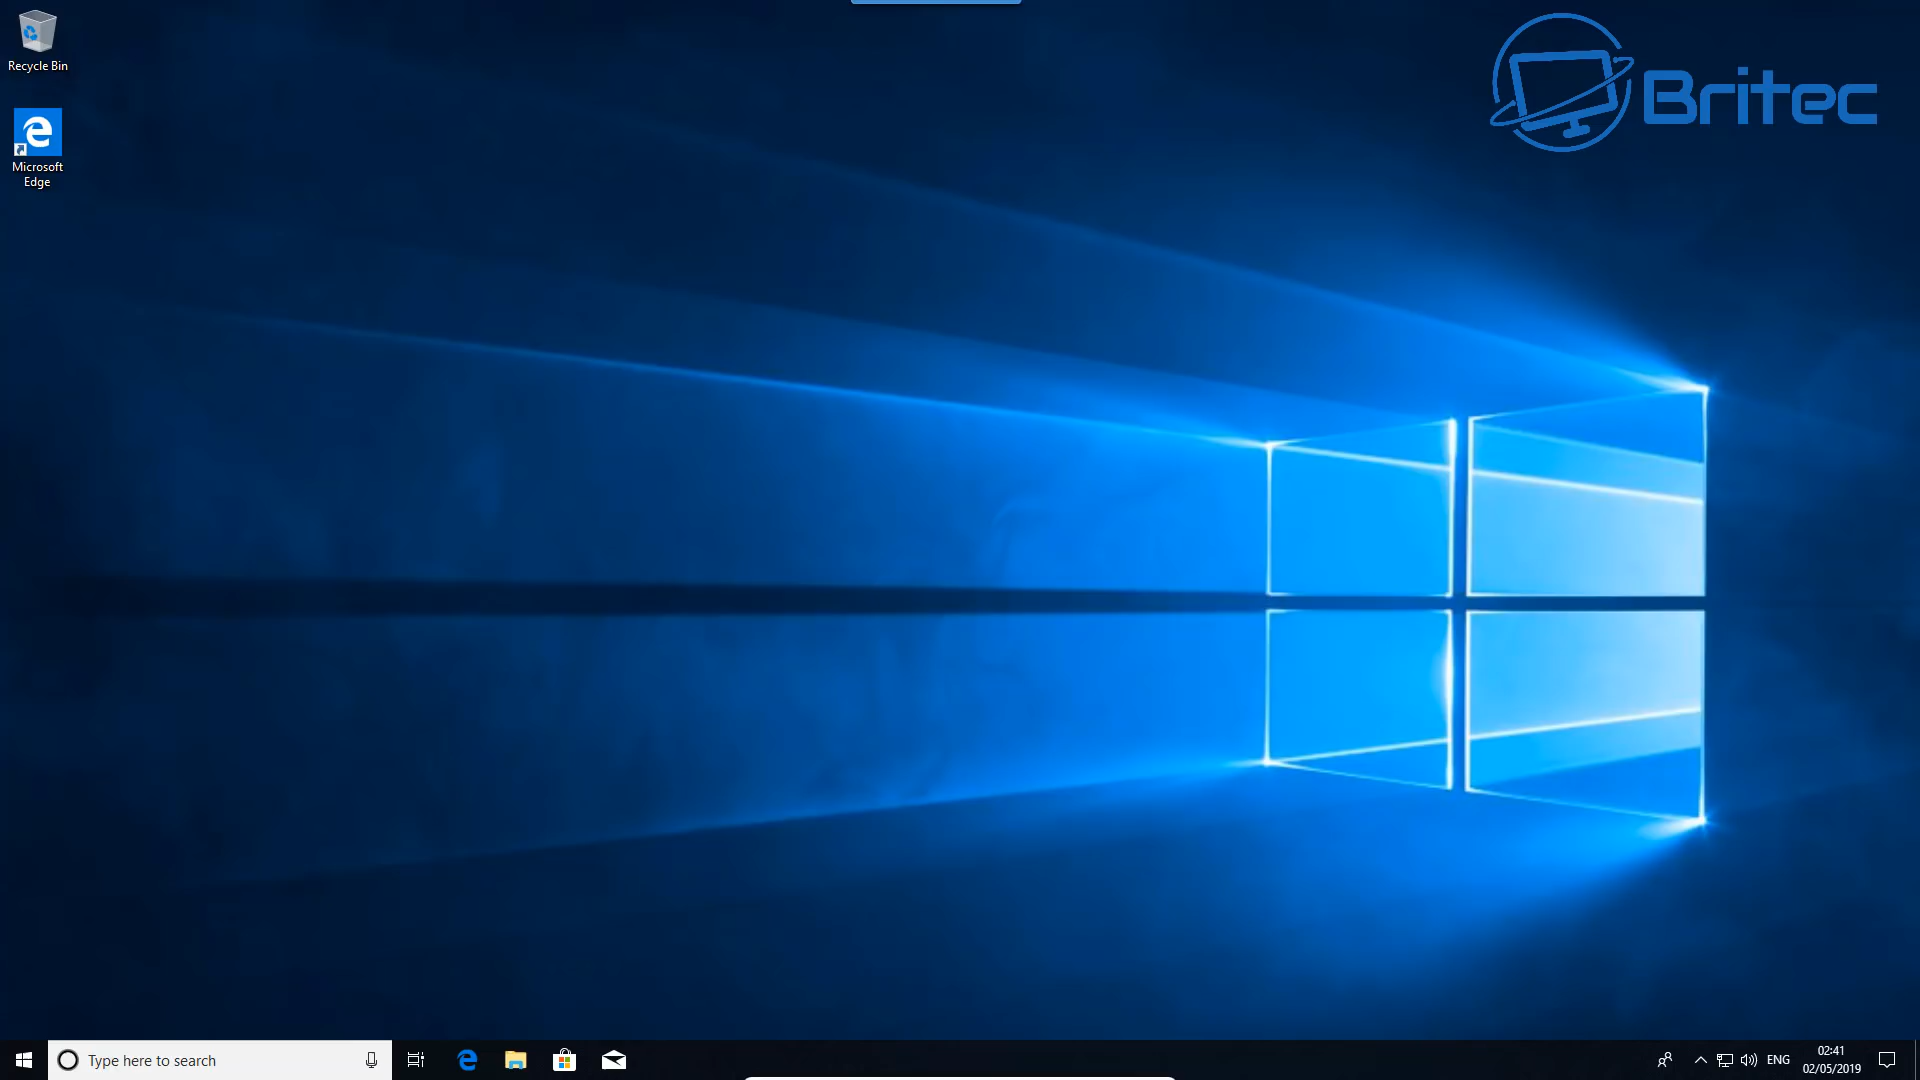 Recycle Bin
Britec
Microsoft
Edge
Type here to search
ENG
02:41
02/05/2019